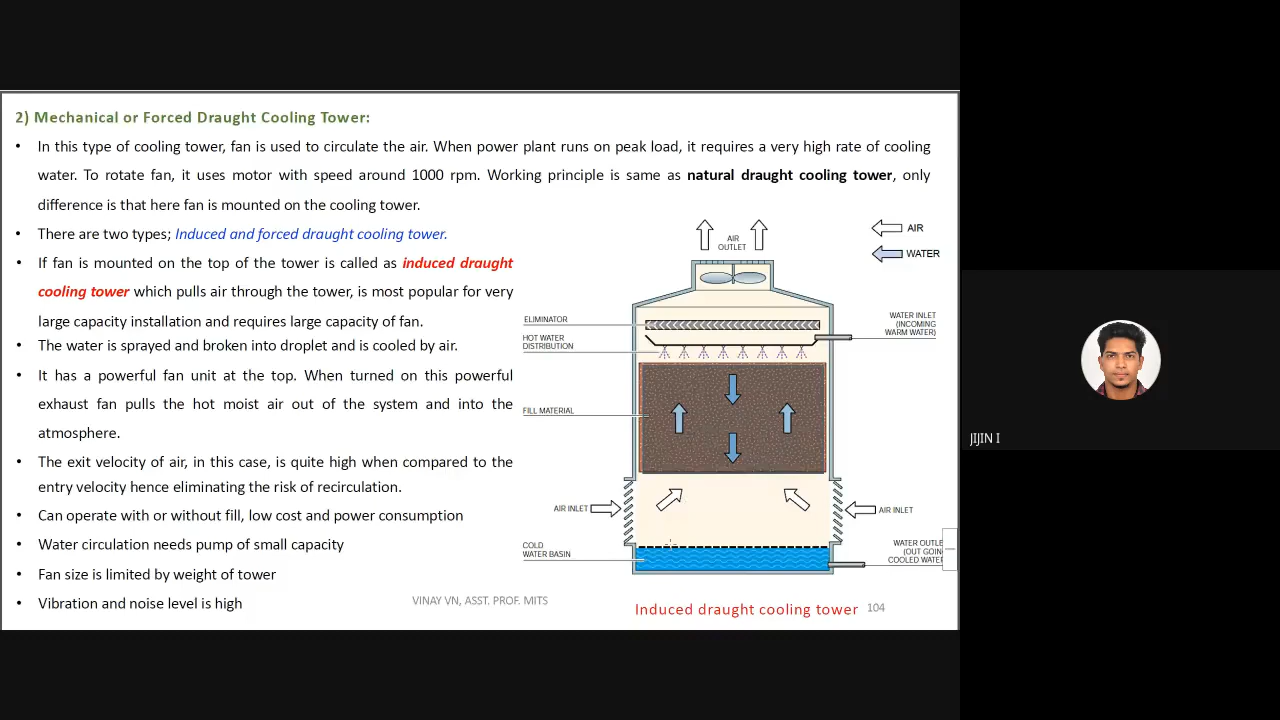 2) Mechanical or Forced Draught Cooling Tower:
• In this type of cooling tower, fan is used to circulate the air. When power plant runs on peak load, it requires a very high rate of cooling
water. To rotate fan, it uses motor with speed around 1000 rpm. Working principle is same as natural draught cooling tower, only
difference is that here fan is mounted on the cooling tower.
• There are two types; Induced and forced draught cooling tower.
• If fan is mounted on the top of the tower is called as induced draught
cooling tower which pulls air through the tower, is most popular for very
large capacity installation and requires large capacity of fan.
• The water is sprayed and broken into droplet and is cooled by air.
• It has a powerful fan unit at the top. When turned on this powerful
exhaust fan pulls the hot moist air out of the system and into the
atmosphere.
• The exit velocity of air, in this case, is quite high when compared to the
entry velocity hence eliminating the risk of recirculation.
• Can operate with or without fill, low cost and power consumption
• Water circulation needs pump of small capacity
• Fan size is limited by weight of tower
• Vibration and noise level is high
AIR
OUTLET
AIR
WATER
ELIMINATOR
HOT WATER
DISTRIBUTION
WATER INLET
(INCOMING
WARM WATER)
FILL MATERIAL
AIR INLET
AIR INLET
COLD
WATER BASIN
WATER OUTLE
(OUT GOIN
COOLED WATER
VINAY VN, ASST. PROF. MITS
Induced draught cooling tower
104
JIJIN I